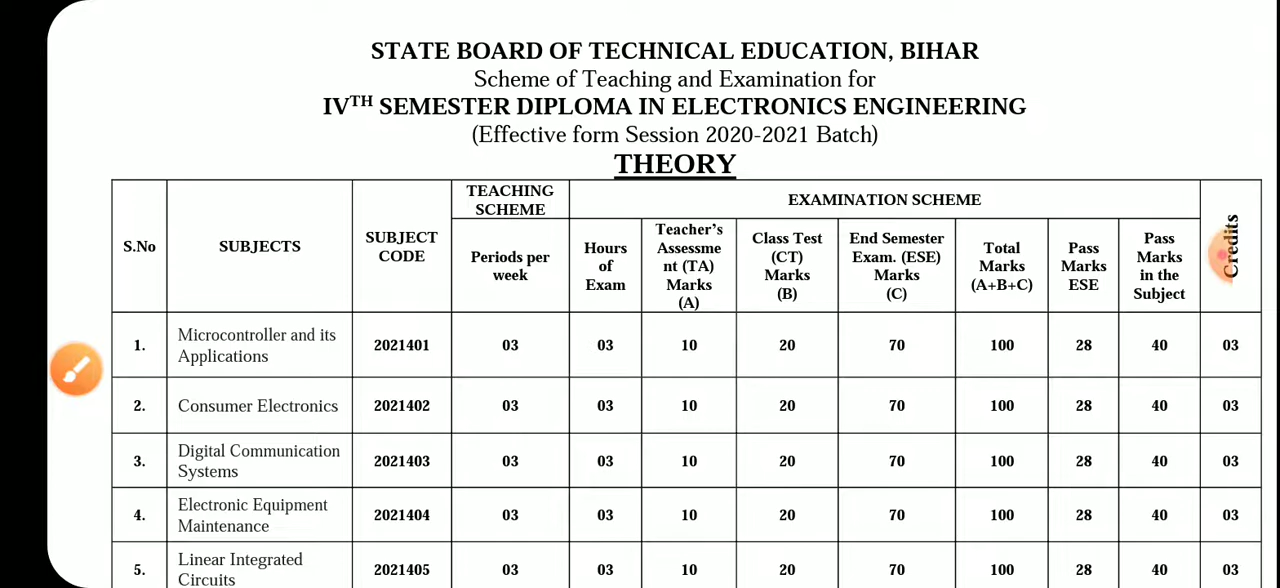 STATE BOARD OF TECHNICAL EDUCATION, BIHAR
Scheme of Teaching and Examination for
IVTH SEMESTER DIPLOMA IN ELECTRONICS ENGINEERING
(Effective form Session 2020-2021 Batch)
THEORY
S.No
SUBJECTS
SUBJECT
CODE
TEACHING
SCHEME
EXAMINATION SCHEME
Credits
Periods per
week
Hours
of
Exam
Teacher's
Assessme
nt (TA)
Marks
(A)
Class Test
(CT)
Marks
(B)
End Semester
Exam. (ESE)
Marks
(C)
Total
Marks
(A+B+C)
Pass
Marks
ESE
Pass
Marks
in the
Subject
1. Microcontroller and its
Applications 2021401 03 03 10 20 70 100 28 40 03
2. Consumer Electronics 2021402 03 03 10 20 70 100 28 40 03
3. Digital Communication
Systems 2021403 03 03 10 20 70 100 28 40 03
4. Electronic Equipment
Maintenance 2021404 03 03 10 20 70 100 28 40 03
5. Linear Integrated
Circuits 2021405 03 03 10 20 70 100 28 40 03